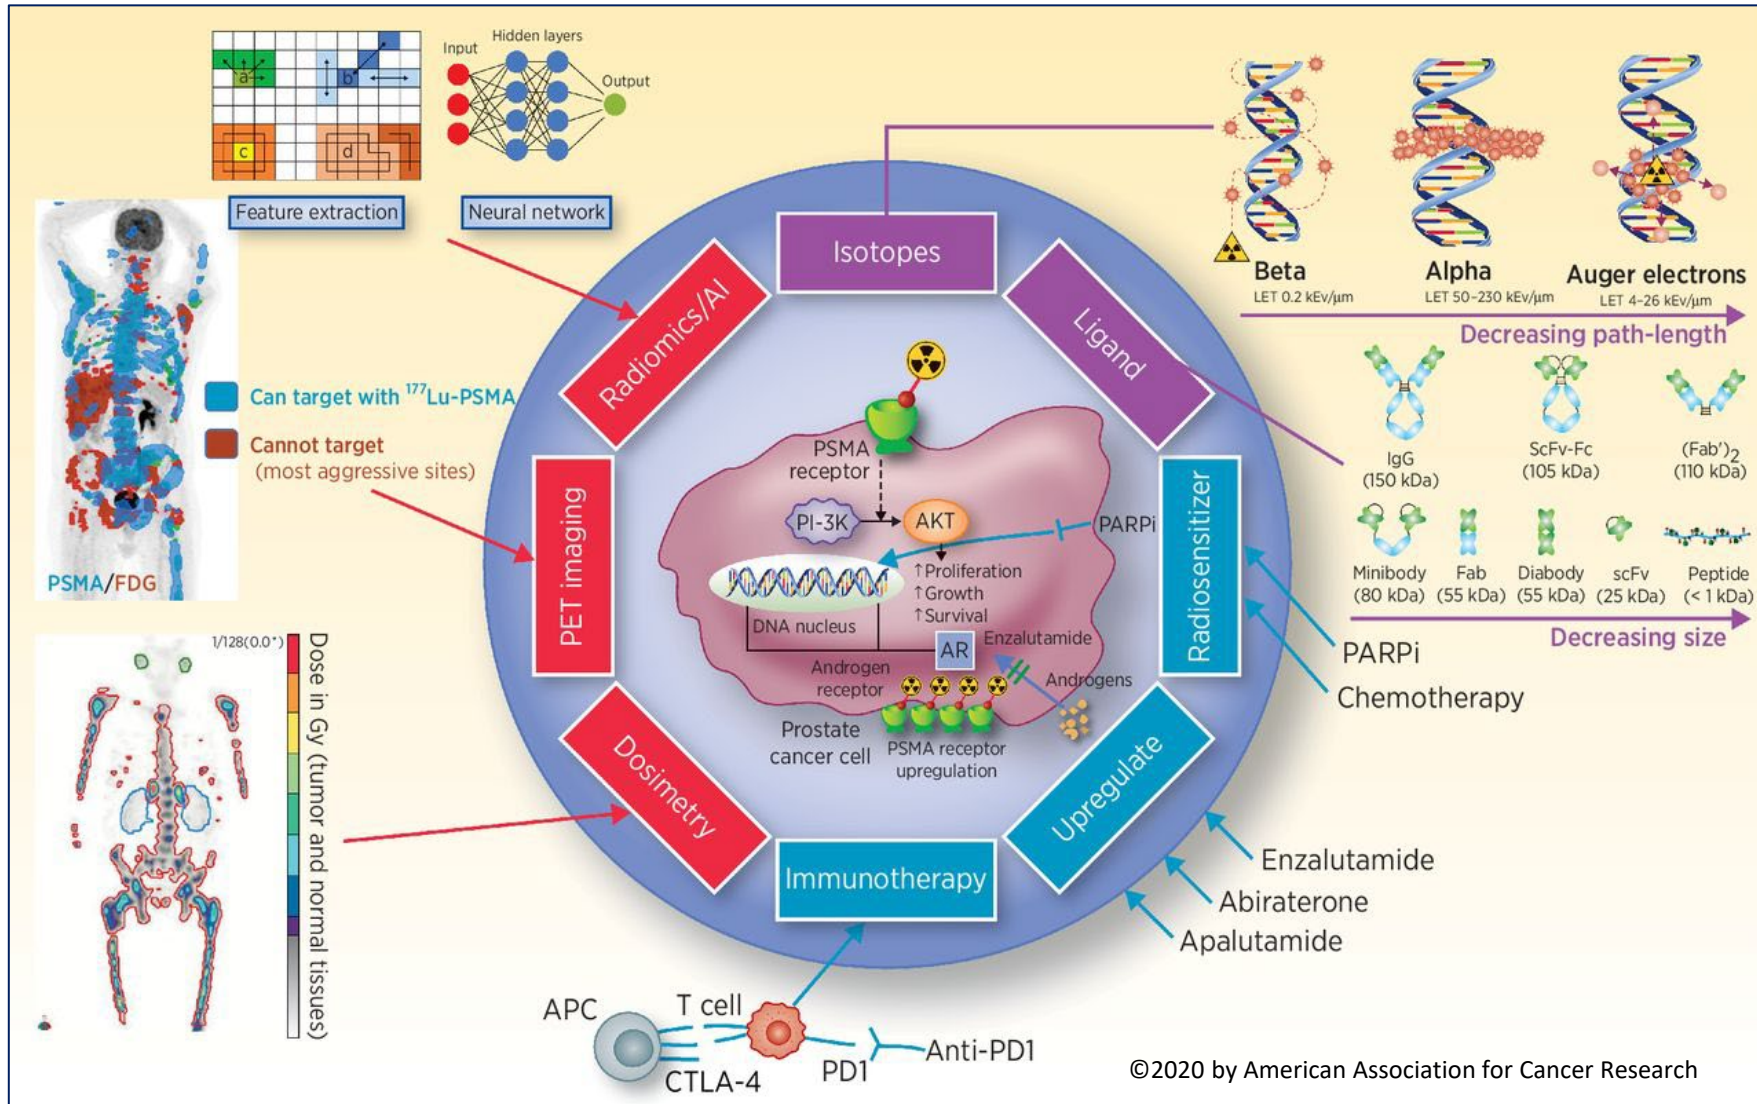 Input
Hidden layers
Output
a
b
c
d
Feature extraction
Neural network
Can target with ¹⁷⁷Lu-PSMA
Cannot target
(most aggressive sites)
PSMA/FDG
1/128(0.0°)
Dose in Gy (tumor and normal tissues)
Isotopes
Ligand
Radiosensitizer
Upregulate
Immunotherapy
Dosimetry
PET imaging
Radiomics/AI
Beta
LET 0.2 kEv/μm
Alpha
LET 50–230 kEv/μm
Auger electrons
LET 4–26 kEv/μm
Decreasing path-length
IgG
(150 kDa)
ScFv-Fc
(105 kDa)
(Fab′)₂
(110 kDa)
Minibody
(80 kDa)
Fab
(55 kDa)
Diabody
(55 kDa)
scFv
(25 kDa)
Peptide
(< 1 kDa)
Decreasing size
PSMA
receptor
PI-3K
AKT
PARPi
↑Proliferation
↑Growth
↑Survival
DNA nucleus
AR
Enzalutamide
Androgen
receptor
Androgens
Prostate
cancer cell
PSMA receptor
upregulation
PARPi
Chemotherapy
Enzalutamide
Abiraterone
Apalutamide
APC
T cell
CTLA-4
PD1
Anti-PD1
©2020 by American Association for Cancer Research